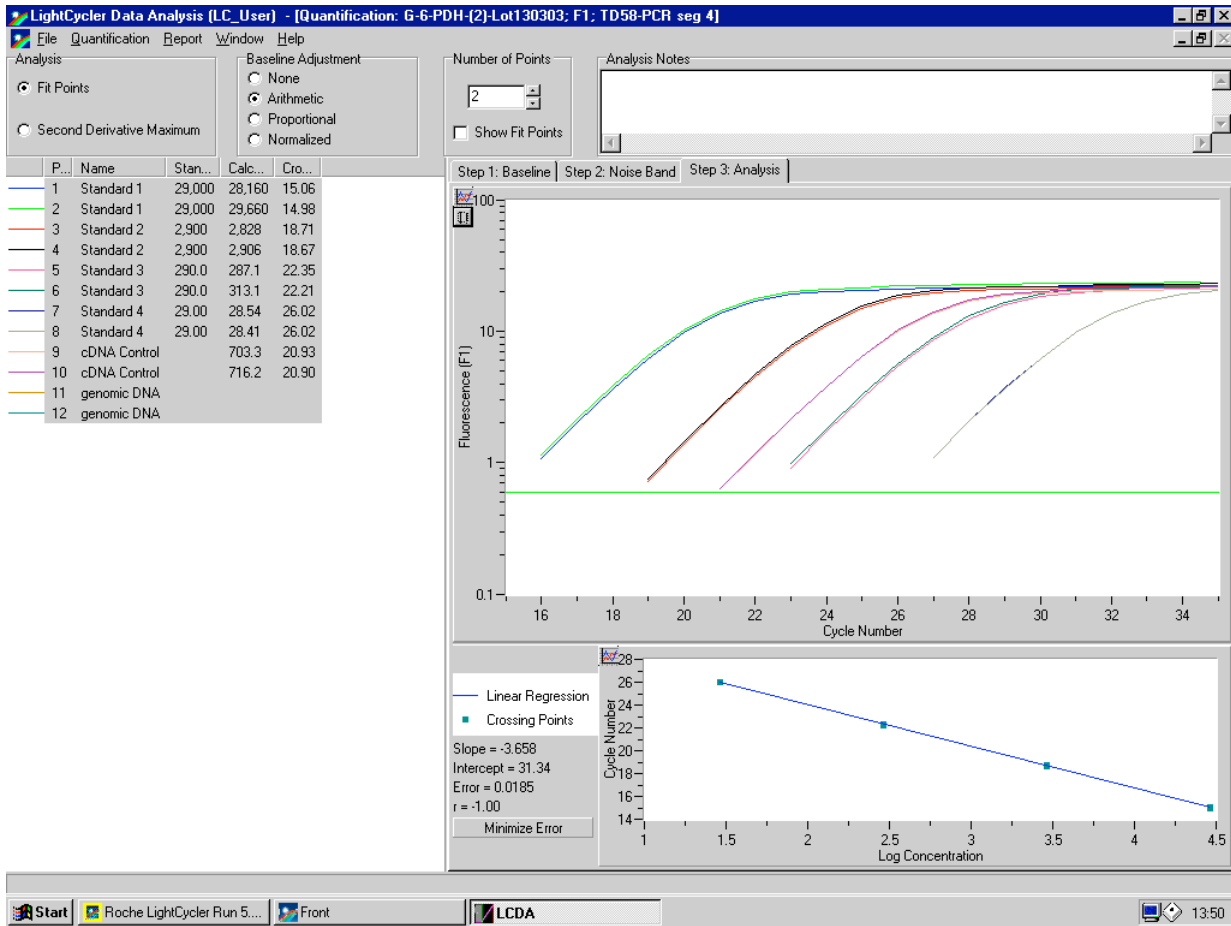 LightCycler Data Analysis (LC_User) - [Quantification: G-6-PDH-(2)-Lot130303; F1; TD58-PCR seg 4]
File Quantification Report Window Help
Analysis
Fit Points
Second Derivative Maximum
Baseline Adjustment
None
Arithmetic
Proportional
Normalized
Number of Points
2
Show Fit Points
Analysis Notes
P... Name Stan... Calc... Cro...
1 Standard 1 29,000 28,160 15.06
2 Standard 1 29,000 29,660 14.98
3 Standard 2 2,900 2,828 18.71
4 Standard 2 2,900 2,906 18.67
5 Standard 3 290.0 287.1 22.35
6 Standard 3 290.0 313.1 22.21
7 Standard 4 29.00 28.54 26.02
8 Standard 4 29.00 28.41 26.02
9 cDNA Control 703.3 20.93
10 cDNA Control 716.2 20.90
11 genomic DNA
12 genomic DNA
Step 1: Baseline Step 2: Noise Band Step 3: Analysis
100
10
1
0.1
Fluorescence (F1)
16 18 20 22 24 26 28 30 32 34
Cycle Number
Linear Regression
Crossing Points
Slope = -3.658
Intercept = 31.34
Error = 0.0185
r = -1.00
Minimize Error
28
26
24
22
20
18
16
14
Cycle Number
1 1.5 2 2.5 3 3.5 4 4.5
Log Concentration
Start Roche LightCycler Run 5.... Front LCDA 13:50